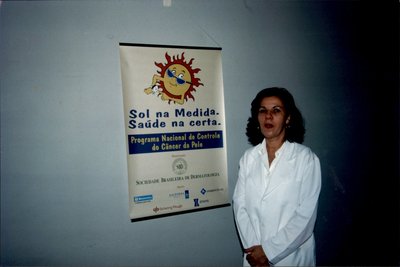 Sol na Medida.
Saúde na certa.
Programa Nacional de Controle
do Câncer da Pele
SOCIEDADE BRASILEIRA DE DERMATOLOGIA